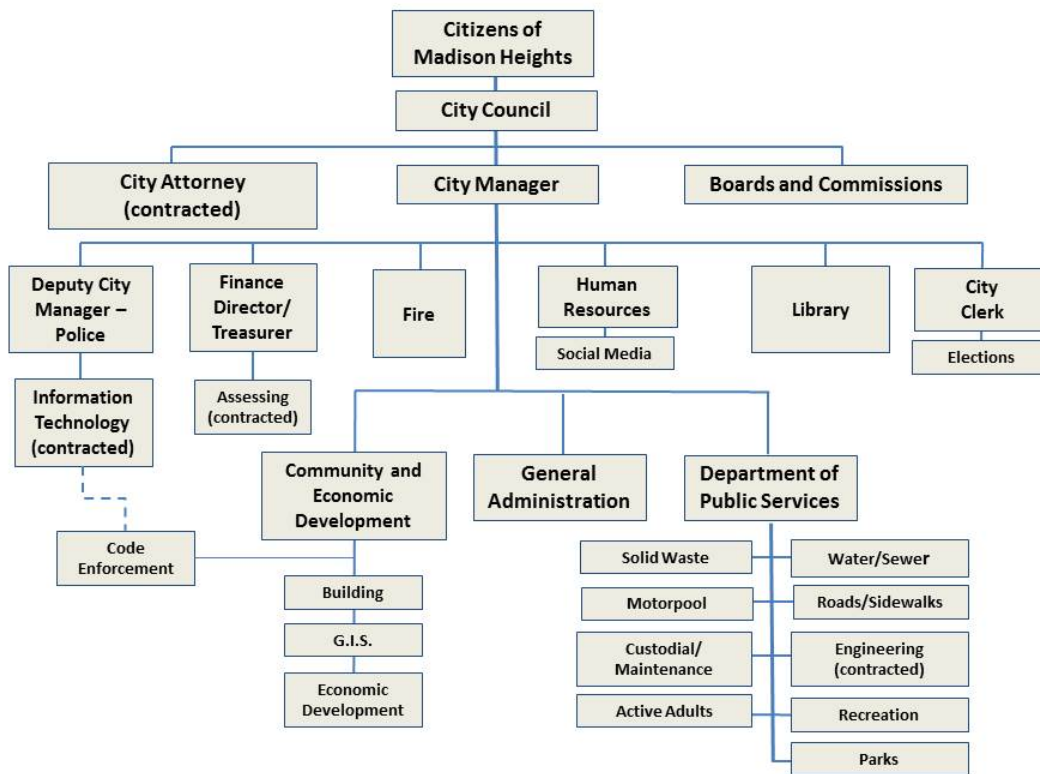 Citizens of
Madison Heights
City Council
City Attorney
(contracted)
City Manager
Boards and Commissions
Deputy City
Manager –
Police
Finance
Director/
Treasurer
Fire
Human
Resources
Library
City
Clerk
Social Media
Elections
Information
Technology
(contracted)
Assessing
(contracted)
Community and
Economic
Development
General
Administration
Department of
Public Services
Code
Enforcement
Building
G.I.S.
Economic
Development
Solid Waste
Water/Sewer
Motorpool
Roads/Sidewalks
Custodial/
Maintenance
Engineering
(contracted)
Active Adults
Recreation
Parks